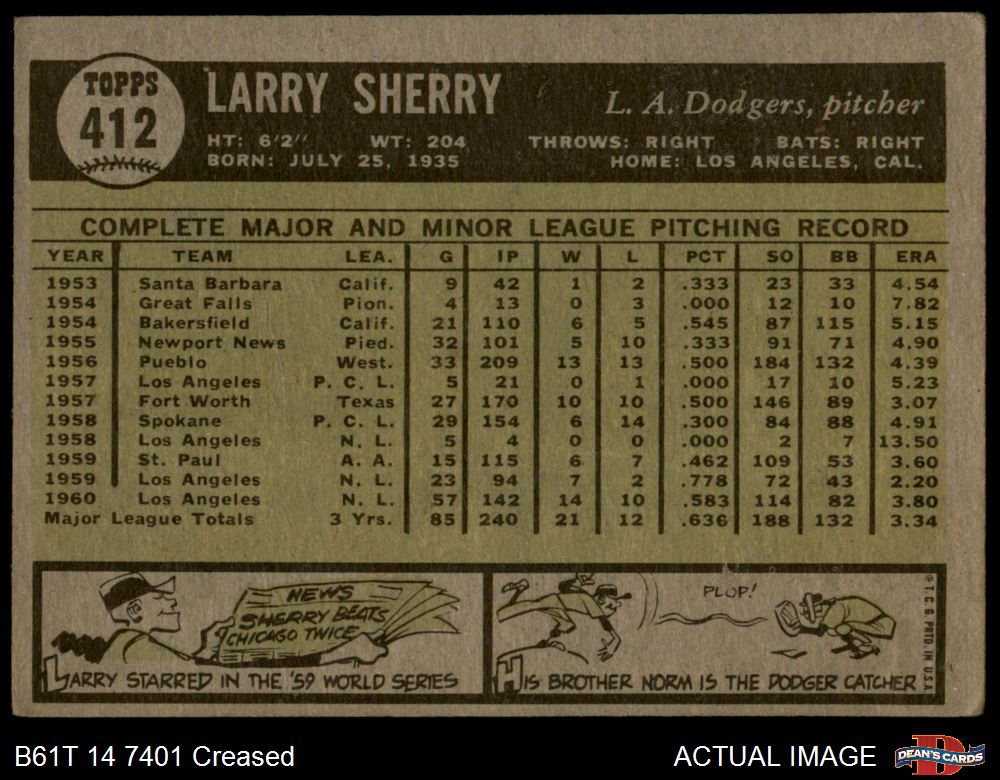 TOPPS
412
LARRY SHERRY
L. A. Dodgers, pitcher
HT: 6'2" WT: 204 THROWS: RIGHT BATS: RIGHT
BORN: JULY 25, 1935 HOME: LOS ANGELES, CAL.
COMPLETE MAJOR AND MINOR LEAGUE PITCHING RECORD
YEAR TEAM LEA. G IP W L PCT SO BB ERA
1953 Santa Barbara Calif. 9 42 1 2 .333 23 33 4.54
1954 Great Falls Pion. 4 13 0 3 .000 12 10 7.82
1954 Bakersfield Calif. 21 110 6 5 .545 87 115 5.15
1955 Newport News Pied. 32 101 5 10 .333 91 71 4.90
1956 Pueblo West. 33 209 13 13 .500 184 132 4.39
1957 Los Angeles P. C. L. 5 21 0 1 .000 17 10 5.23
1957 Fort Worth Texas 27 170 10 10 .500 146 89 3.07
1958 Spokane P. C. L. 29 154 6 14 .300 84 88 4.91
1958 Los Angeles N. L. 5 4 0 0 .000 2 7 13.50
1959 St. Paul A. A. 15 115 6 7 .462 109 53 3.60
1959 Los Angeles N. L. 23 94 7 2 .778 72 43 2.20
1960 Los Angeles N. L. 57 142 14 10 .583 114 82 3.80
Major League Totals 3 Yrs. 85 240 21 12 .636 188 132 3.34
NEWS
SHERRY BEATS
CHICAGO TWICE
LARRY STARRED IN THE '59 WORLD SERIES
PLOP!
HIS BROTHER NORM IS THE DODGER CATCHER
© T. C. G. PRTD. IN U.S.A.
B61T 14 7401 Creased
ACTUAL IMAGE
DEAN'S CARDS